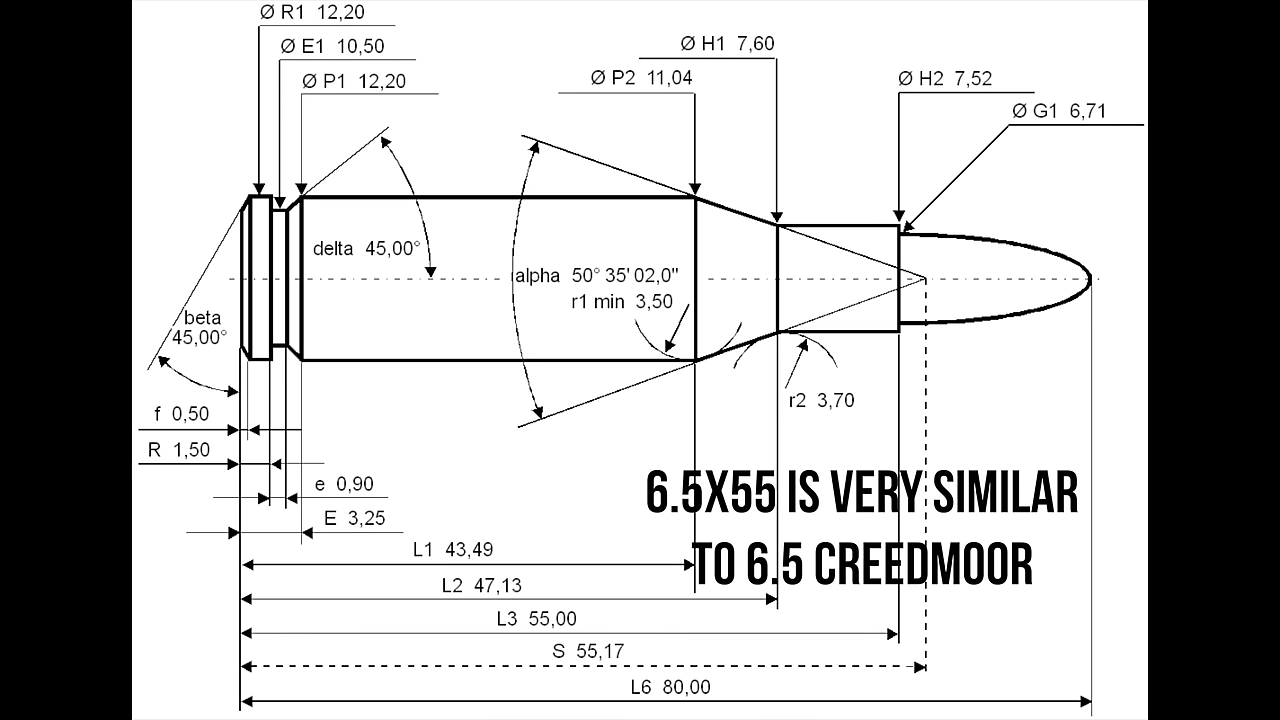 Ø R1 12,20
Ø E1 10,50
Ø P1 12,20
Ø H1 7,60
Ø P2 11,04
Ø H2 7,52
Ø G1 6,71
delta 45,00°
alpha 50° 35' 02,0"
r1 min 3,50
beta
45,00°
r2 3,70
f 0,50
R 1,50
e 0,90
E 3,25
6.5X55 IS VERY SIMILAR
TO 6.5 CREEDMOOR
L1 43,49
L2 47,13
L3 55,00
S 55,17
L6 80,00